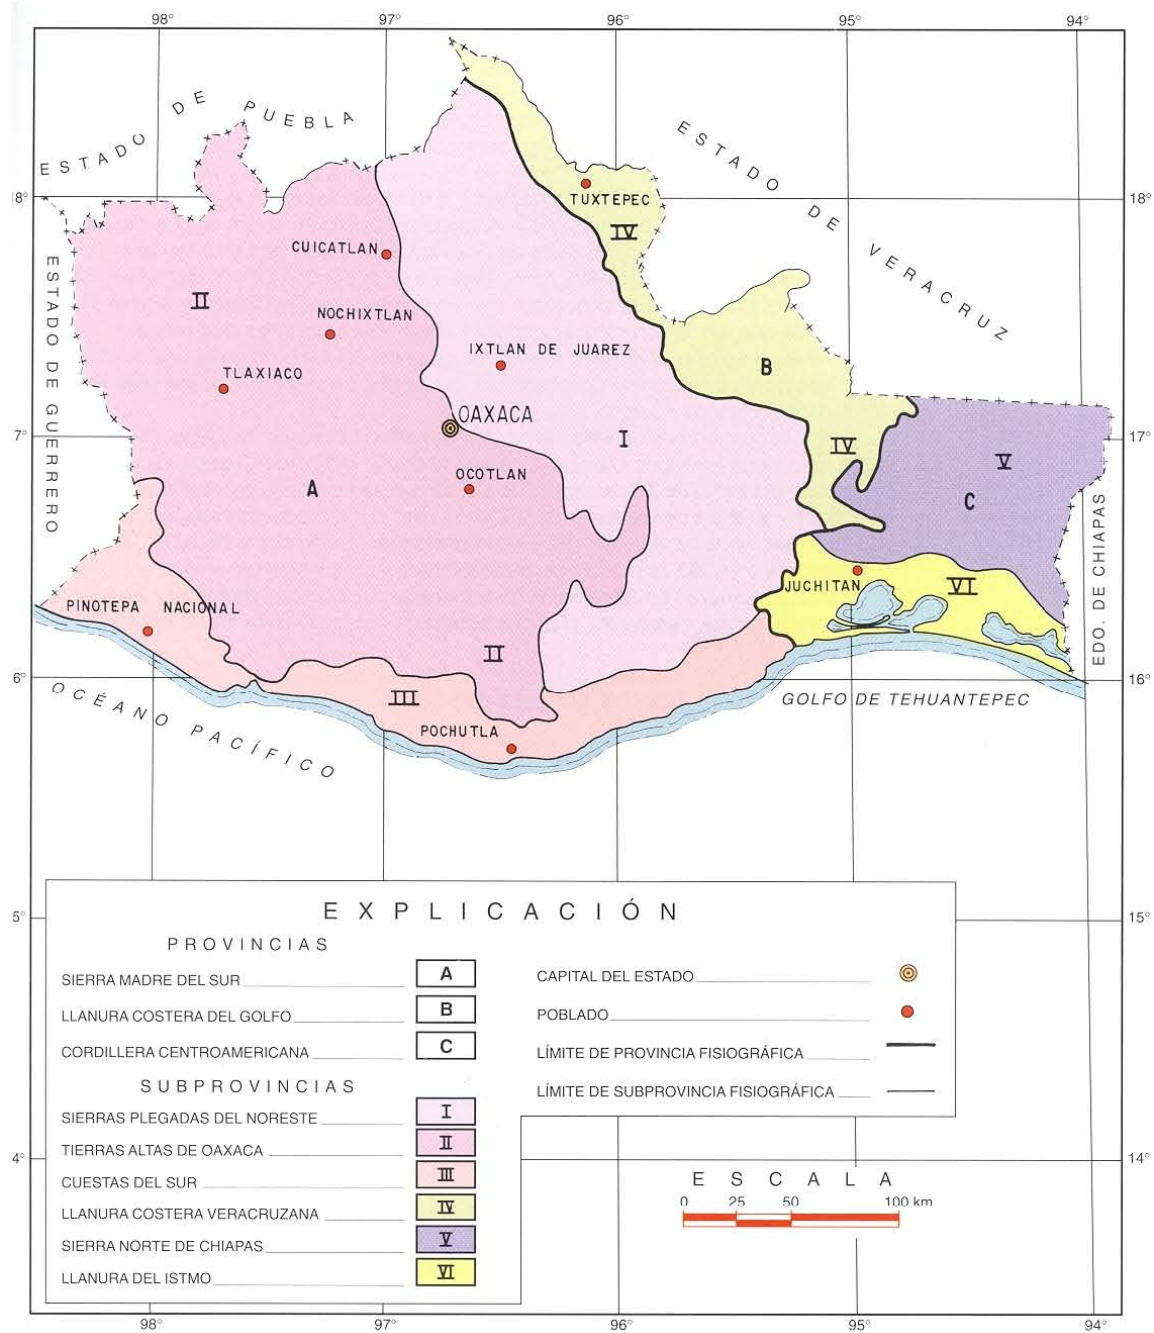 98° 97° 96° 95° 94°
ESTADO DE PUEBLA
ESTADO DE VERACRUZ
8° 18°
TUXTEPEC
IV
CUICATLAN
ESTADO DE GUERRERO
II
NOCHIXTLAN
IXTLAN DE JUAREZ
TLAXIACO
B
OAXACA
7° 17°
I
IV
V
OCOTLAN
A
C
EDO. DE CHIAPAS
JUCHITAN
VI
PINOTEPA NACIONAL
II
6° 16°
III
GOLFO DE TEHUANTEPEC
OCÉANO PACÍFICO
POCHUTLA
EXPLICACIÓN
5° 15°
PROVINCIAS
SIERRA MADRE DEL SUR A
LLANURA COSTERA DEL GOLFO B
CORDILLERA CENTROAMERICANA C
SUBPROVINCIAS
SIERRAS PLEGADAS DEL NORESTE I
TIERRAS ALTAS DE OAXACA II
CUESTAS DEL SUR III
LLANURA COSTERA VERACRUZANA IV
SIERRA NORTE DE CHIAPAS V
LLANURA DEL ISTMO VI
CAPITAL DEL ESTADO
POBLADO
LÍMITE DE PROVINCIA FISIOGRÁFICA
LÍMITE DE SUBPROVINCIA FISIOGRÁFICA
4° 14°
ESCALA
0 25 50 100 km
98° 97° 96° 95° 94°